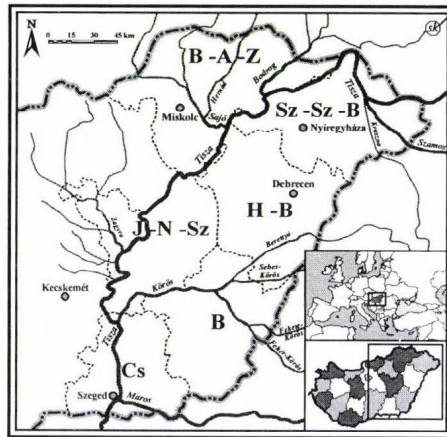 N
0 15 30 45 km
sk
B -A- Z
Bodrog
Hernád
Miskolc
Sajó
Tisza
Sz -Sz -B
Nyíregyháza
Kraszna
Szamos
Tisza
Debrecen
H - B
Zagyva
J - N -Sz
Berettyó
Sebes-
Körös
Kecskemét
Körös
B
Fekete-
Körös
Fehér-Körös
Tisza
Cs
Szeged
Maros